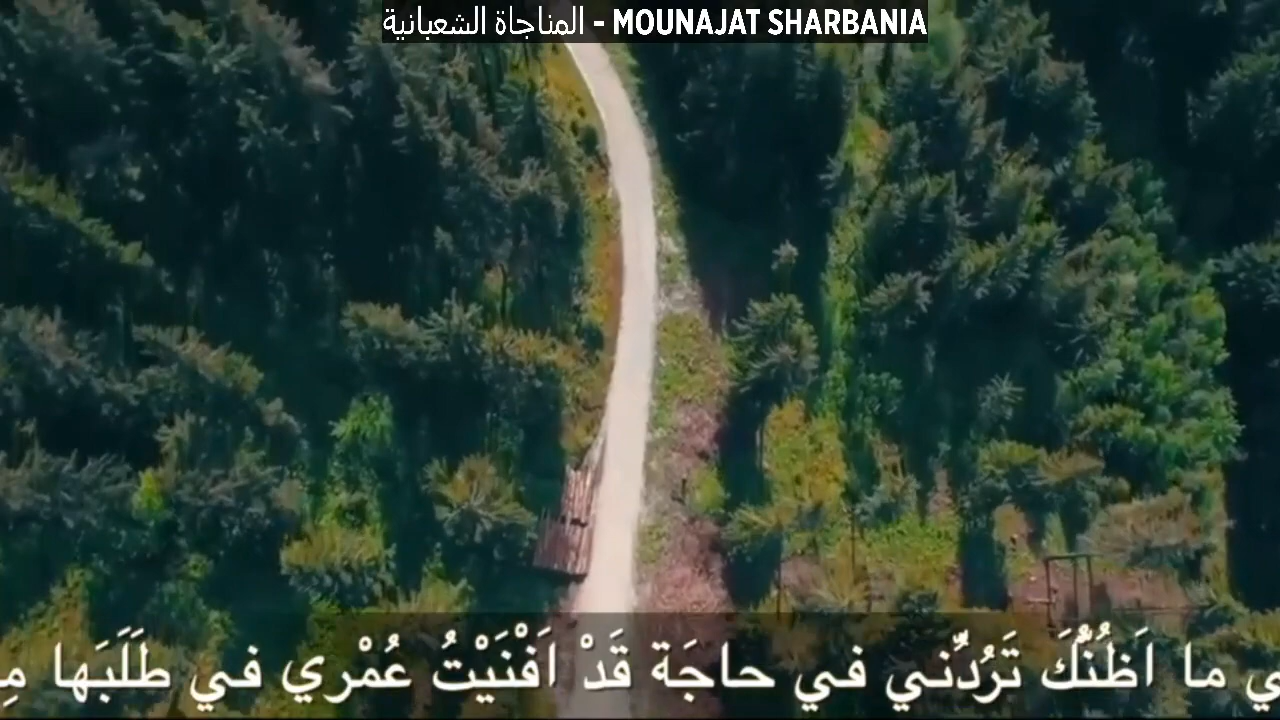 المناجاة الشعبانية - MOUNAJAT SHARBANIA
ي ما اَظُنُّكَ تَرُدُّني في حاجَة قَدْ اَفْنَيْتُ عُمْري في طَلَبَها مِ